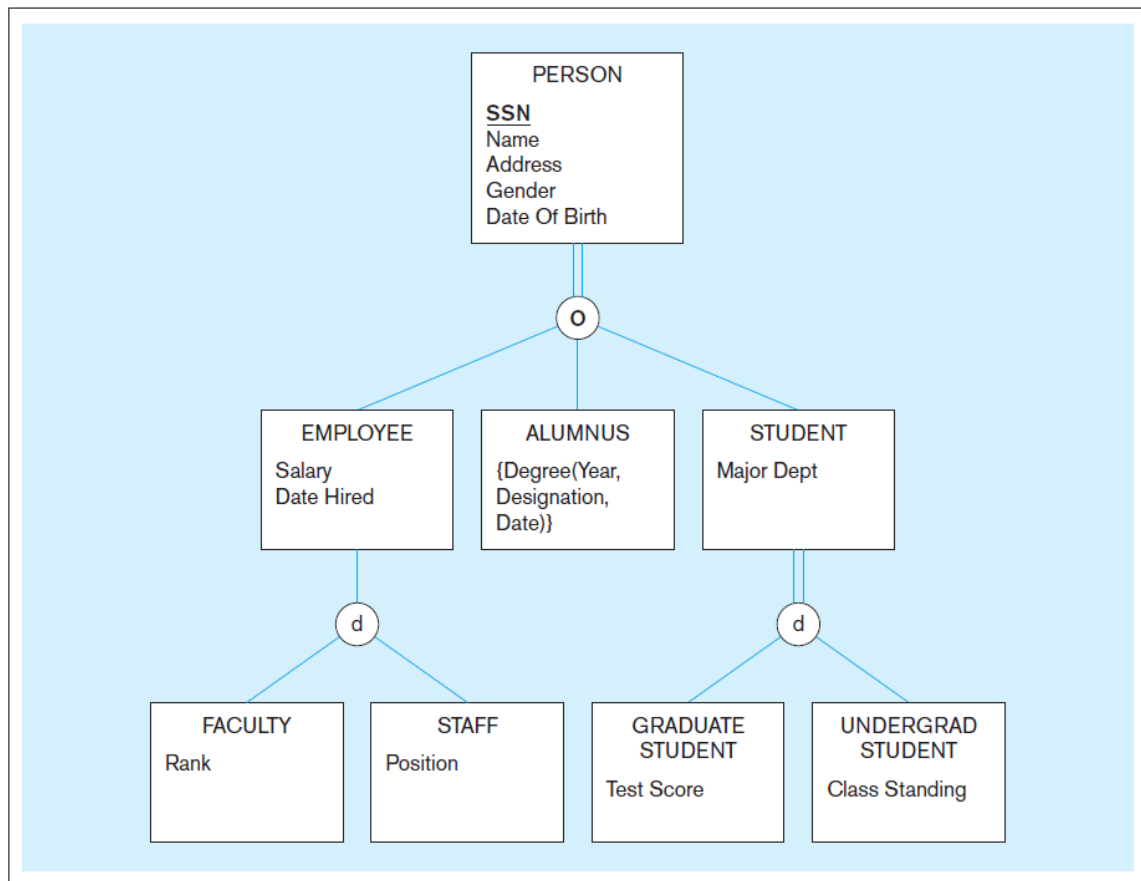 PERSON
SSN
Name
Address
Gender
Date Of Birth
O
EMPLOYEE
Salary
Date Hired
ALUMNUS
{Degree(Year,
Designation,
Date)}
STUDENT
Major Dept
d
d
FACULTY
Rank
STAFF
Position
GRADUATE
STUDENT
Test Score
UNDERGRAD
STUDENT
Class Standing